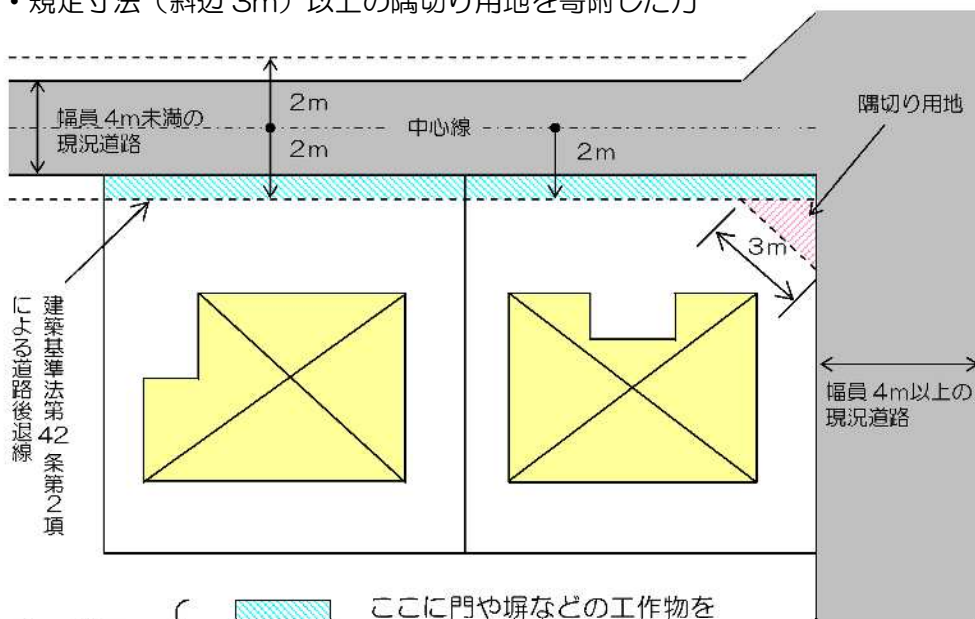 ・規定寸法（斜辺3m）以上の隅切り用地を寄附した方
2m
幅員4m未満の
現況道路
中心線
2m
2m
隅切り用地
3m
建築基準法第42条第2項
による道路後退線
幅員4m以上の
現況道路
ここに門や塀などの工作物を